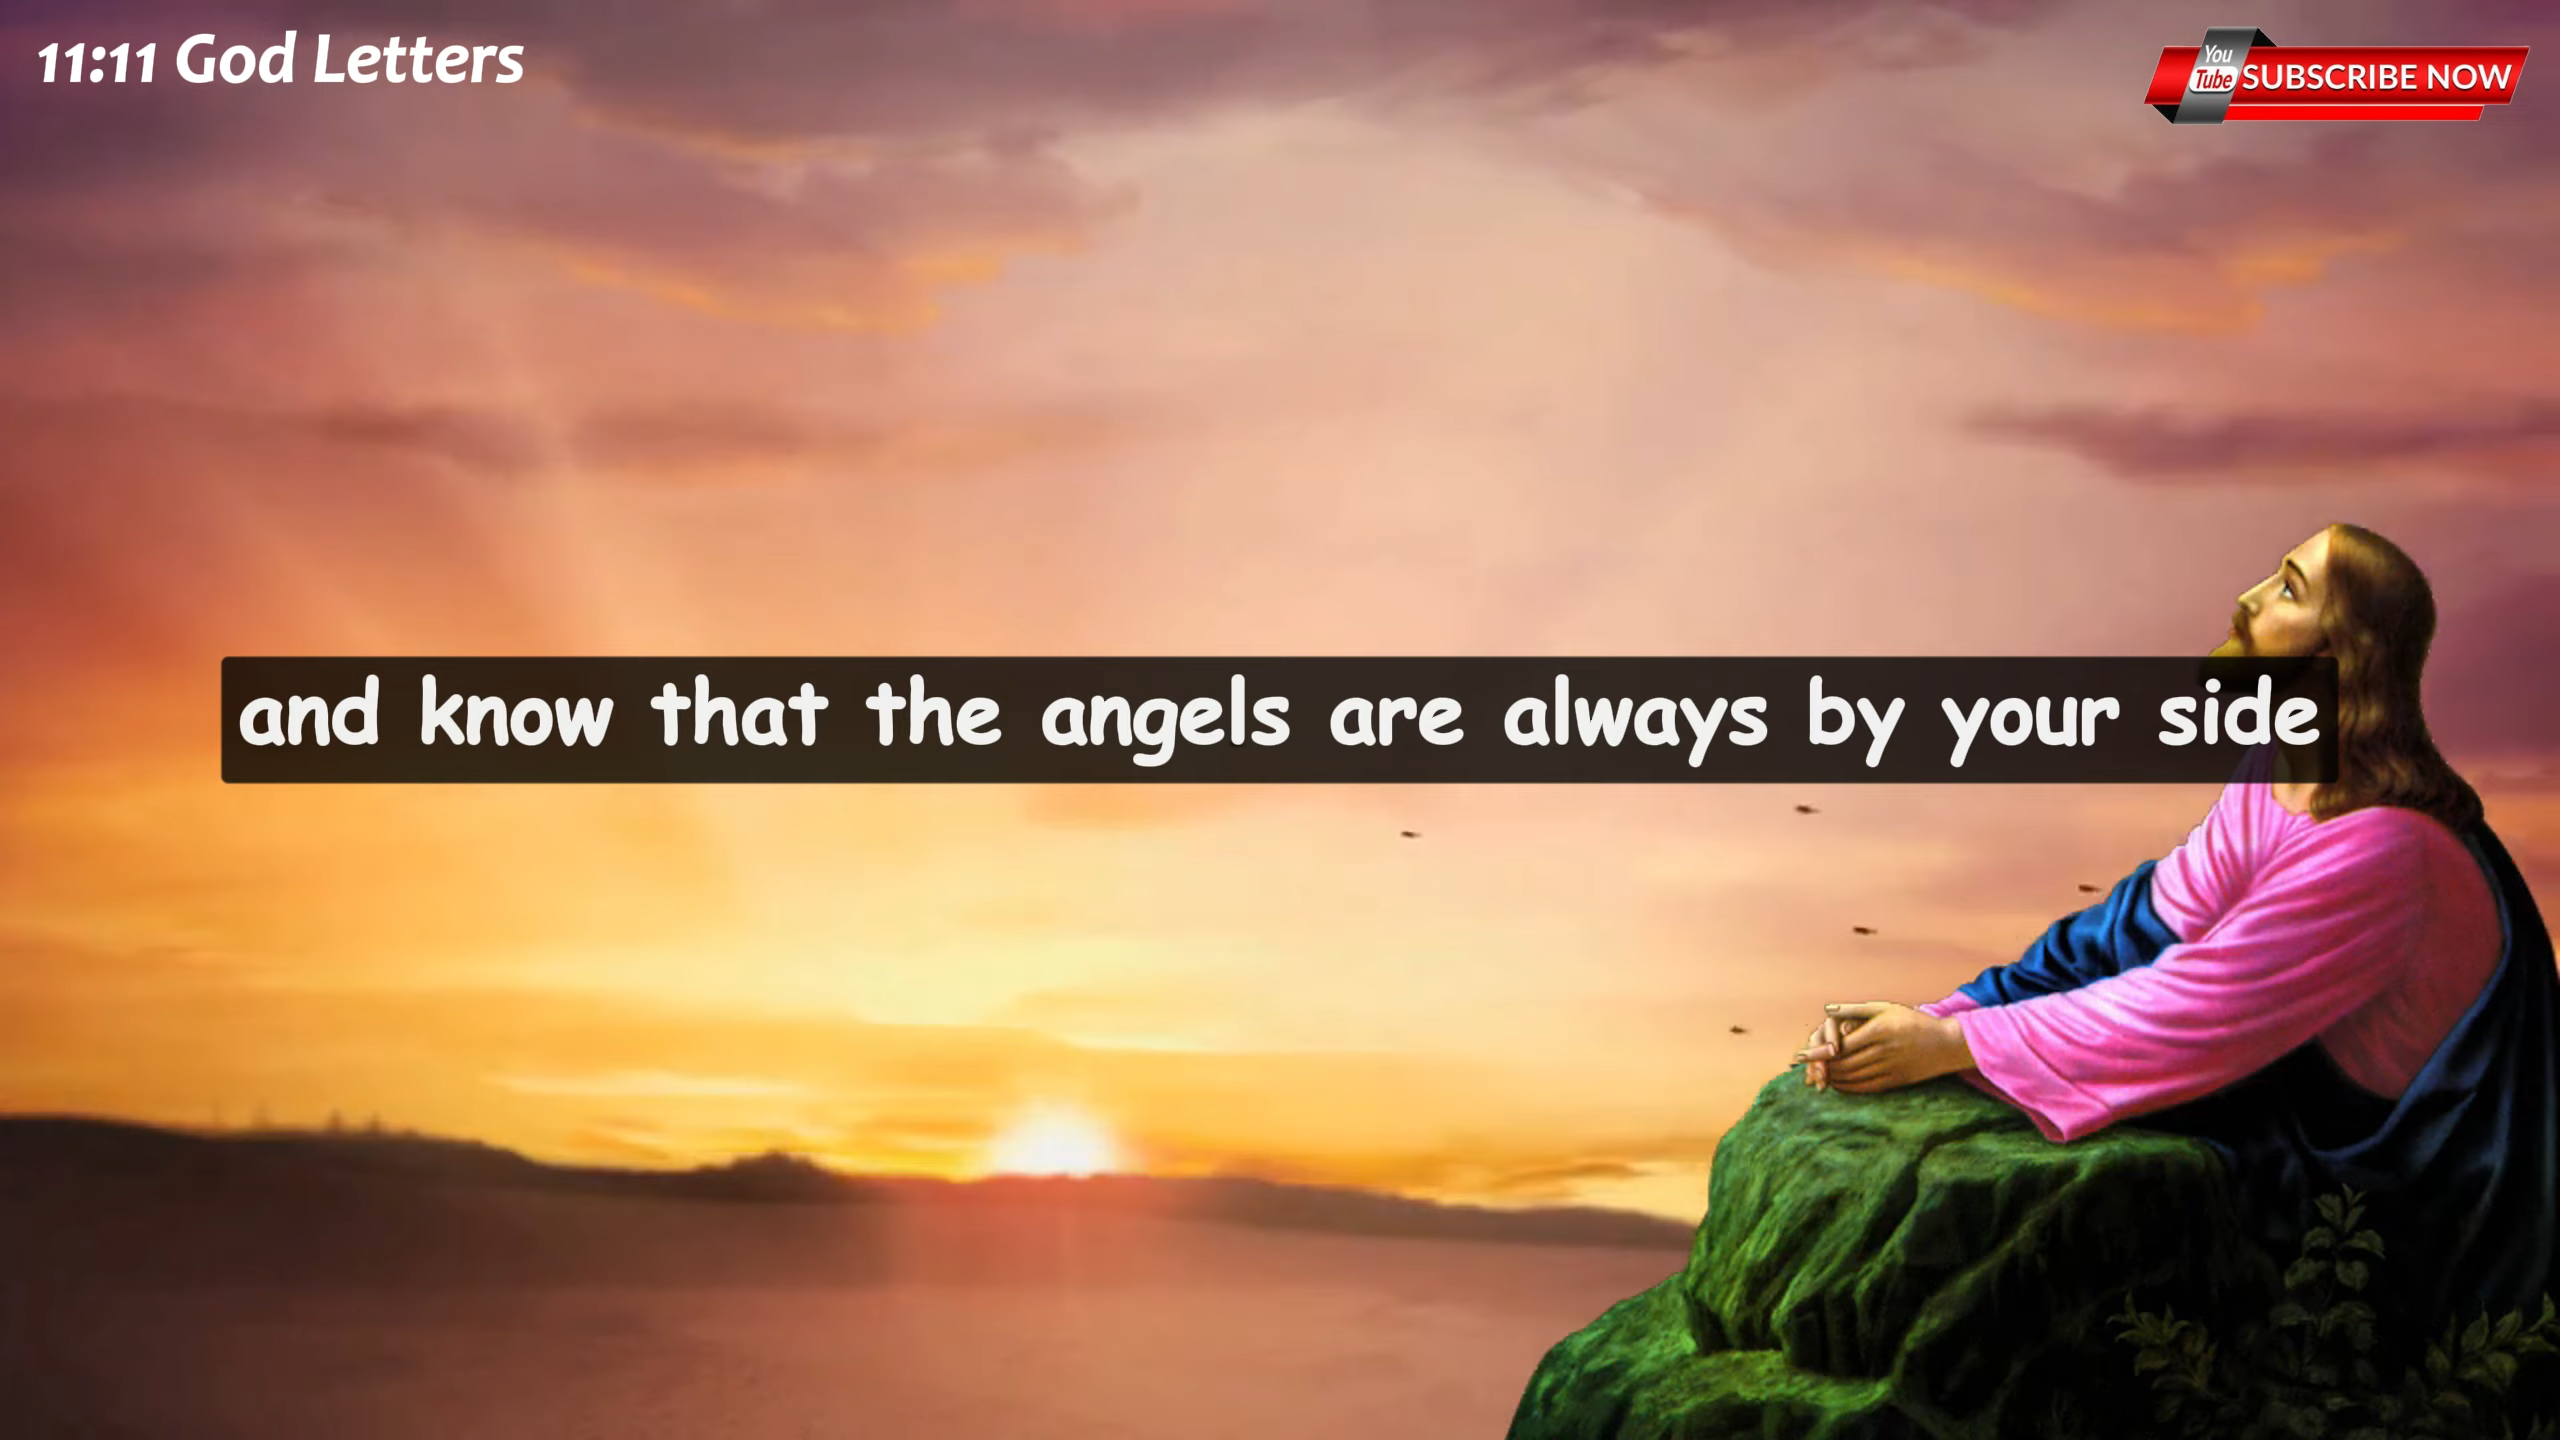 11:11 God Letters
You
Tube SUBSCRIBE NOW
and know that the angels are always by your side